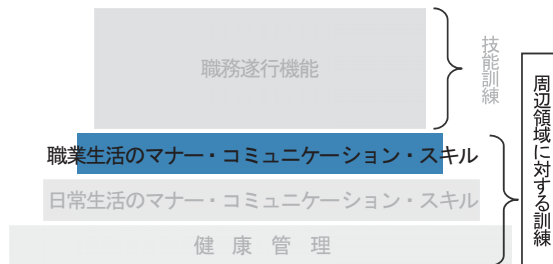 職務遂行機能
技能訓練
職業生活のマナー・コミュニケーション・スキル
周辺領域に対する訓練
日常生活のマナー・コミュニケーション・スキル
健康管理